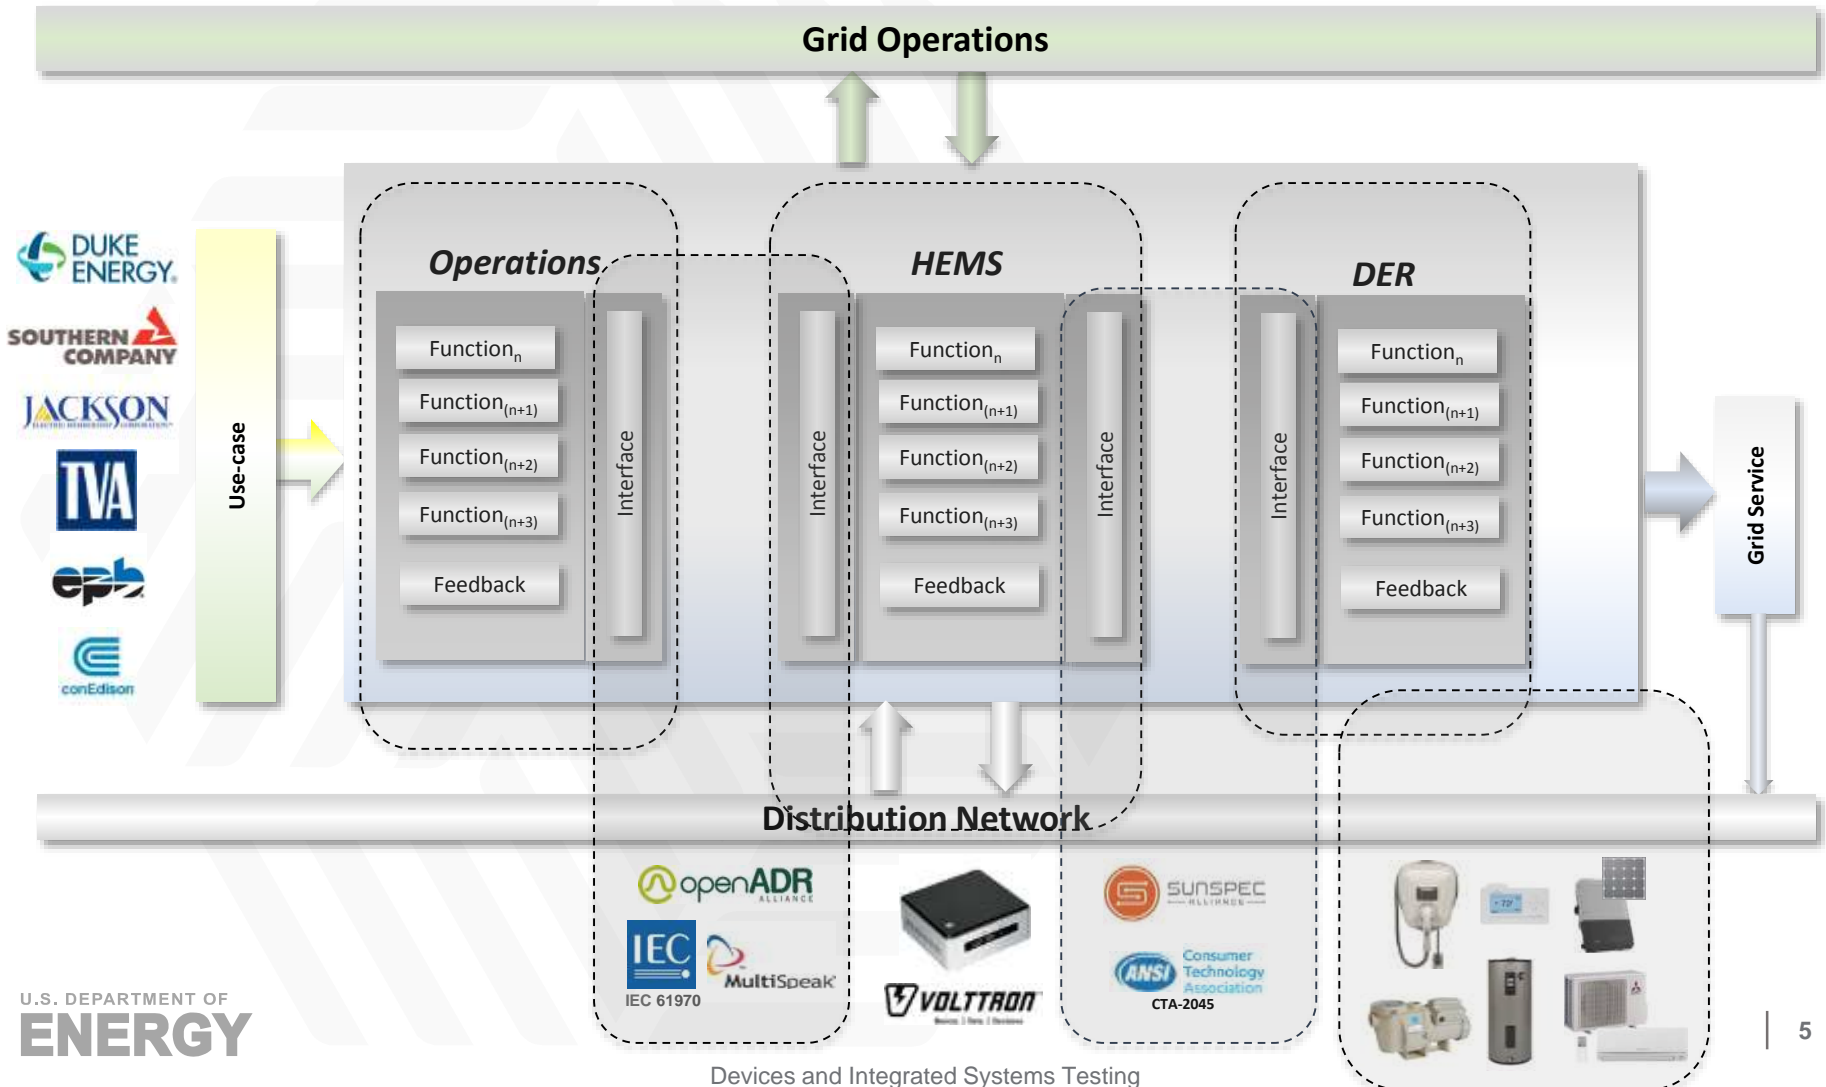 Grid Operations
DUKE
ENERGY®
SOUTHERN
COMPANY
JACKSON
ELECTRIC MEMBERSHIP CORPORATION
TVA
epb
conEdison
Use-case
Operations
Function n
Function (n+1)
Function (n+2)
Function (n+3)
Feedback
Interface
HEMS
Interface
Function n
Function (n+1)
Function (n+2)
Function (n+3)
Feedback
Interface
DER
Interface
Function n
Function (n+1)
Function (n+2)
Function (n+3)
Feedback
Grid Service
Distribution Network
openADR
ALLIANCE
IEC
IEC 61970
MultiSpeak
VOLTTRON
SUNSPEC
ALLIANCE
ANSI
Consumer
Technology
Association
CTA-2045
U.S. DEPARTMENT OF
ENERGY
Devices and Integrated Systems Testing
5